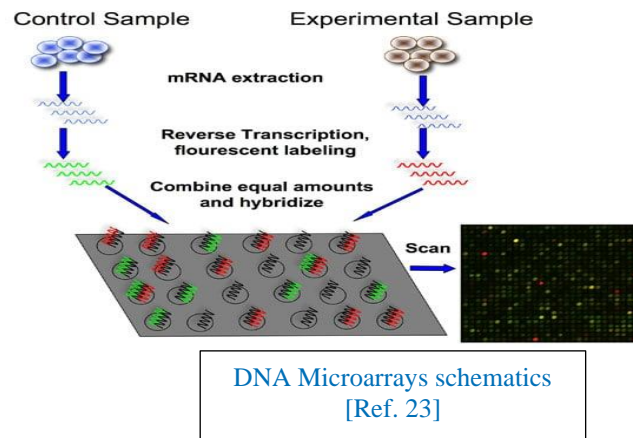 Control Sample
Experimental Sample
mRNA extraction
Reverse Transcription,
flourescent labeling
Combine equal amounts
and hybridize
Scan
DNA Microarrays schematics
[Ref. 23]